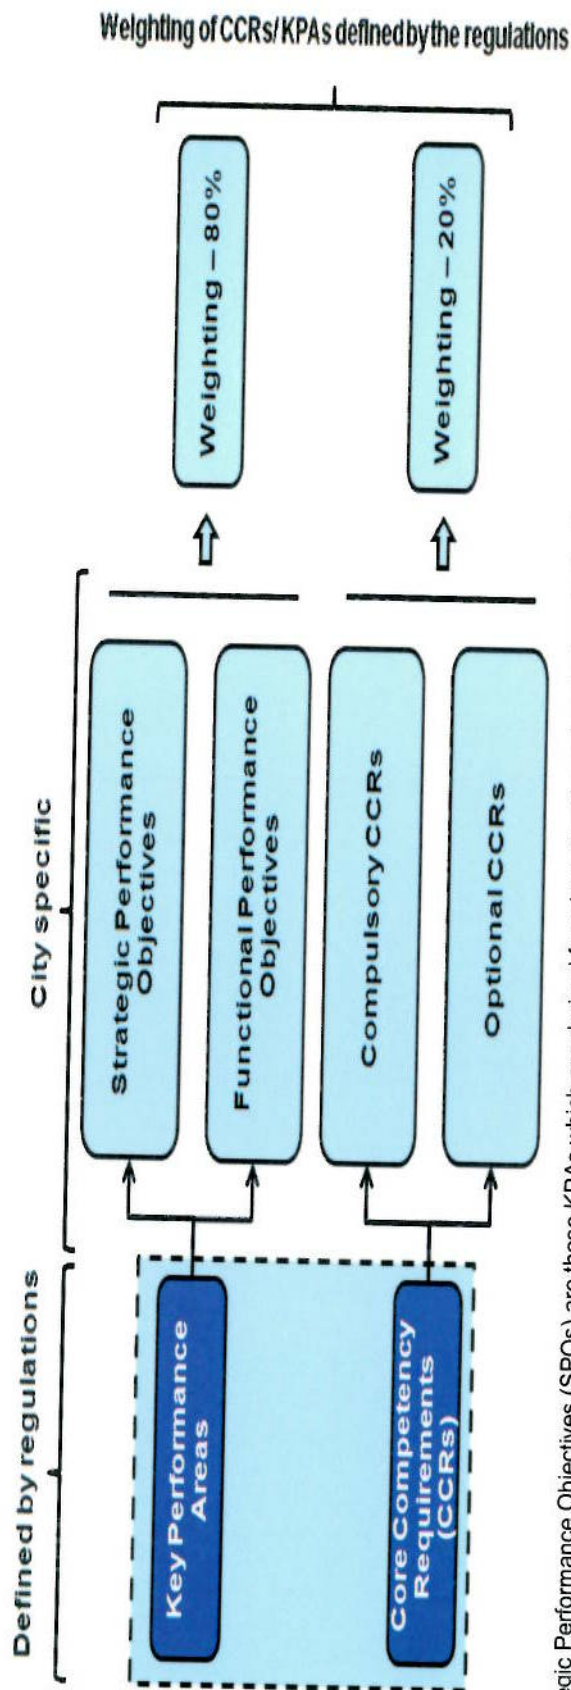 Weighting of CCRs/KPAs defined by the regulations
Defined by regulations
City specific
Key Performance
Areas
Strategic Performance
Objectives
Weighting – 80%
Functional Performance
Objectives
Core Competency
Requirements
(CCRs)
Compulsory CCRs
Weighting – 20%
Optional CCRs
egic Performance Objectives (SPOs) are those KPAs which